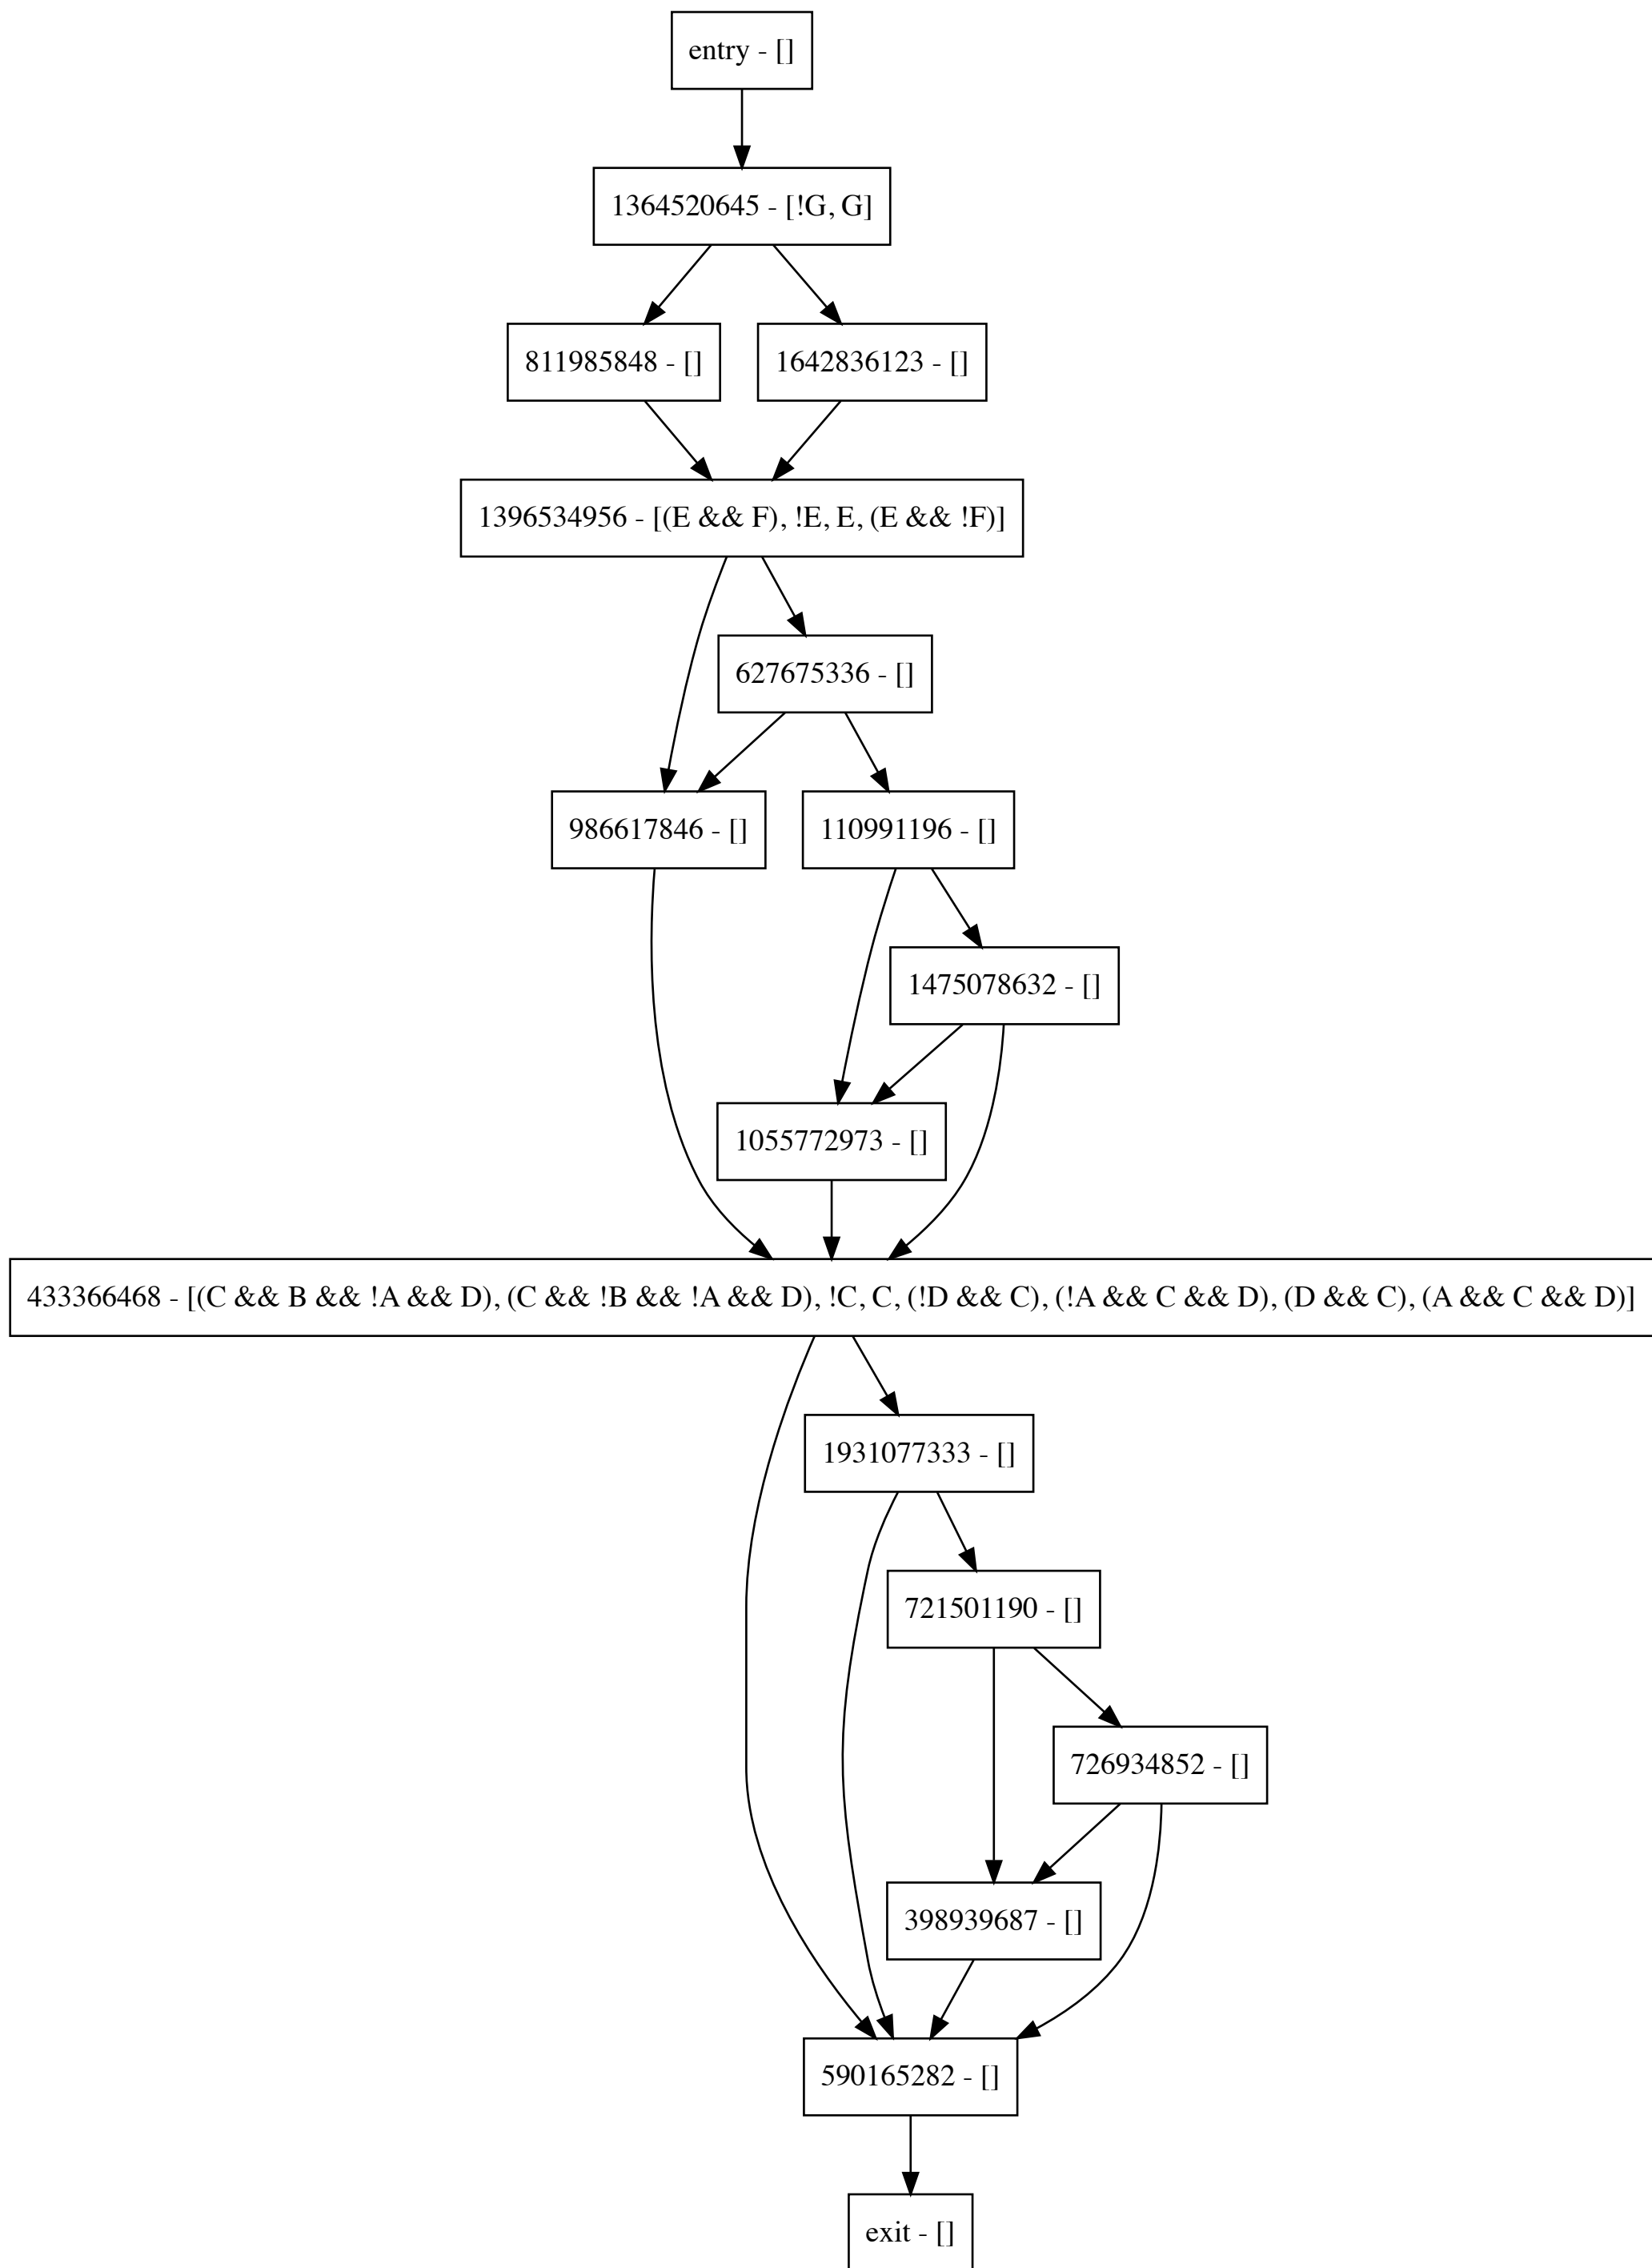 entry - []
1364520645 - [!G, G]
811985848 - []
1642836123 - []
1396534956 - [(E && F), !E, E, (E && !F)]
627675336 - []
986617846 - []
110991196 - []
1475078632 - []
1055772973 - []
433366468 - [(C && B && !A && D), (C && !B && !A && D), !C, C, (!D && C), (!A && C && D), (D && C), (A && C && D)]
1931077333 - []
721501190 - []
726934852 - []
398939687 - []
590165282 - []
exit - []